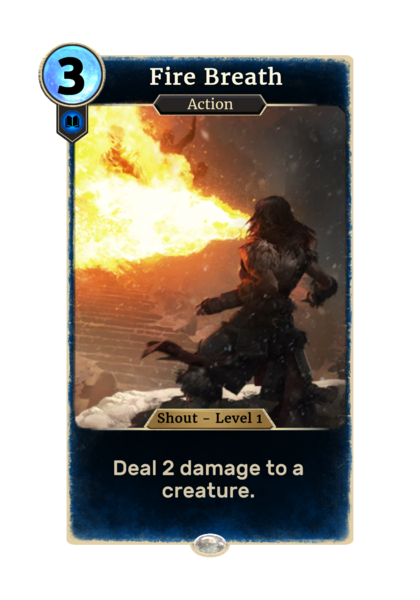 3
Fire Breath
Action
Shout – Level 1
Deal 2 damage to a
creature.